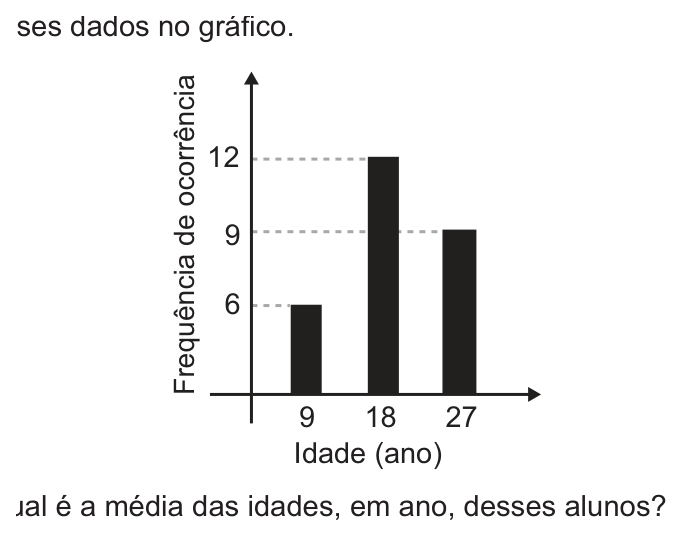 ses dados no gráfico.
Frequência de ocorrência
12
9
6
9 18 27
Idade (ano)
é a média das idades, em ano, desses alunos?